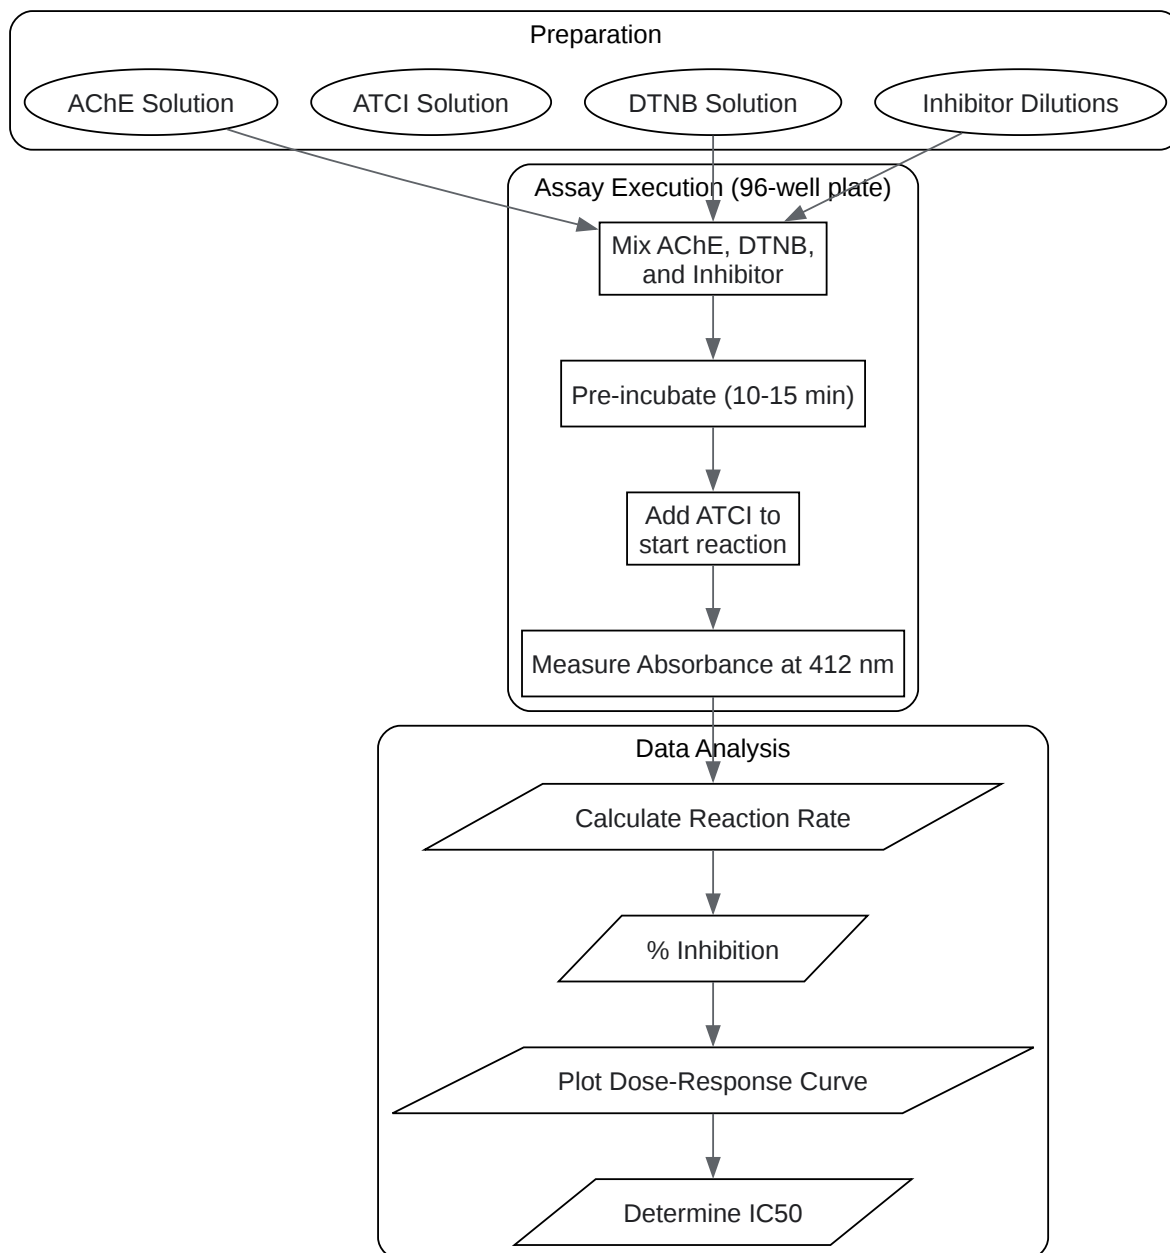 Preparation
AChE Solution
ATCI Solution
DTNB Solution
Inhibitor Dilutions
Assay Execution (96-well plate)
Mix AChE, DTNB,
and Inhibitor
Pre-incubate (10-15 min)
Add ATCI to
start reaction
Measure Absorbance at 412 nm
Data Analysis
Calculate Reaction Rate
% Inhibition
Plot Dose-Response Curve
Determine IC50